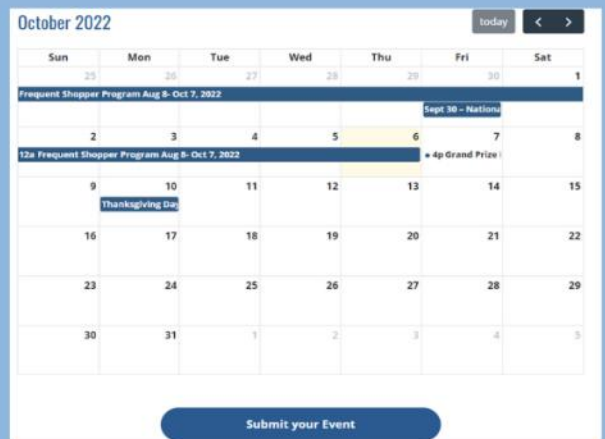 October 2022
today < >
Sun Mon Tue Wed Thu Fri Sat
25 26 27 28 29 30 1
Frequent Shopper Program Aug 8- Oct 7, 2022
Sept 30 – Nationa
2 3 4 5 6 7 8
12a Frequent Shopper Program Aug 8- Oct 7, 2022
4p Grand Prize
9 10 11 12 13 14 15
Thanksgiving Day
16 17 18 19 20 21 22
23 24 25 26 27 28 29
30 31 1 2 3 4 5
Submit your Event